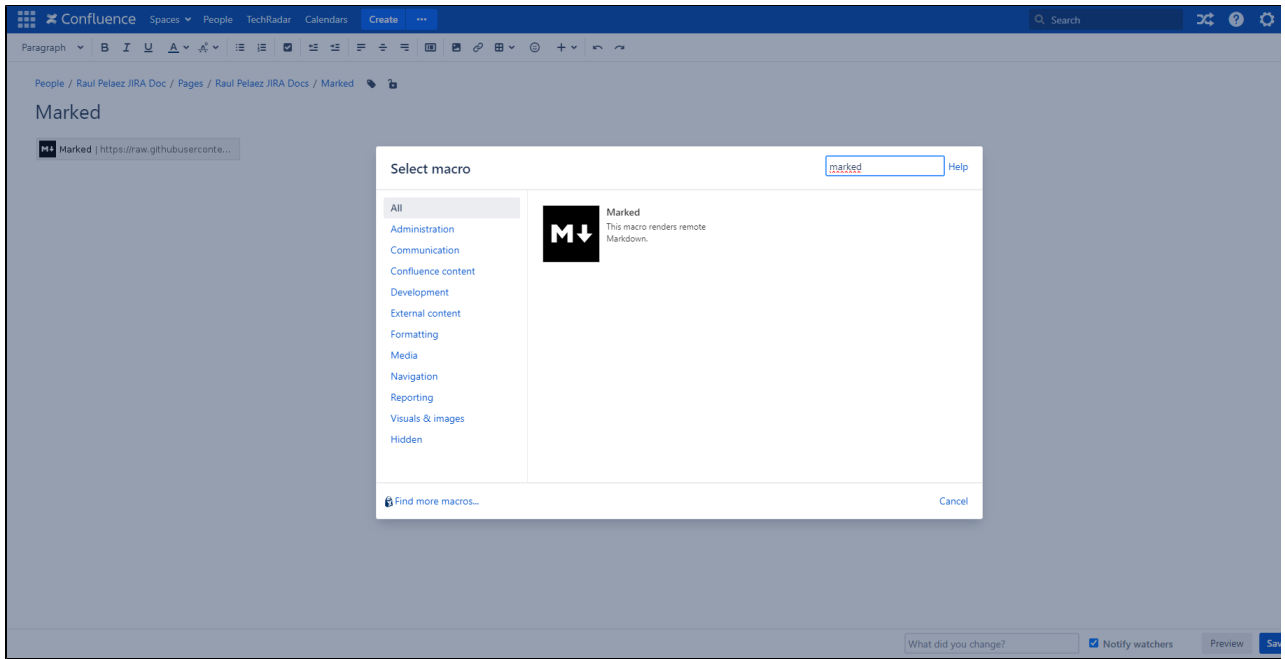 Confluence Spaces People TechRadar Calendars Create ··· Search
Paragraph B I U A
People / Raul Pelaez JIRA Doc / Pages / Raul Pelaez JIRA Docs / Marked
Marked
M Marked | https://raw.githubuserconte...
Select macro marked Help
All
Administration
Communication
Confluence content
Development
External content
Formatting
Media
Navigation
Reporting
Visuals & images
Hidden
M
Marked
This macro renders remote
Markdown.
Find more macros... Cancel
What did you change? Notify watchers Preview Sav